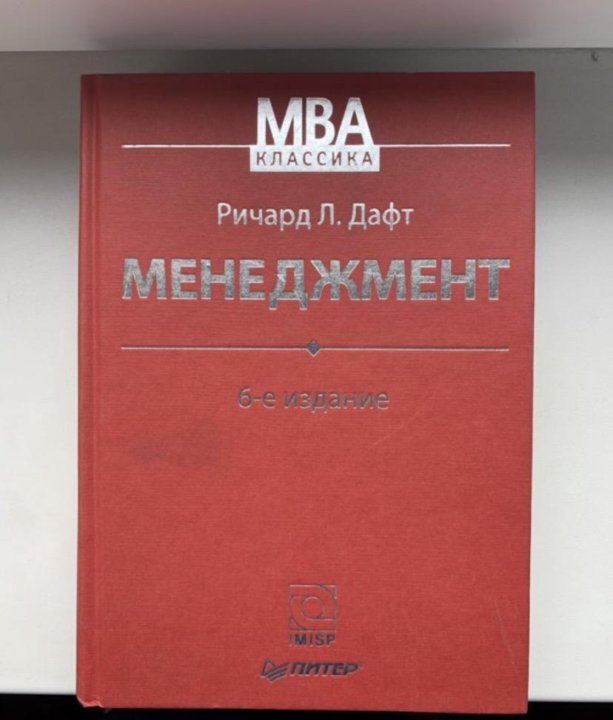 MBA
КЛАССИКА
Ричард Л. Дафт
МЕНЕДЖМЕНТ
6-е издание
IMISP
ПИТЕР